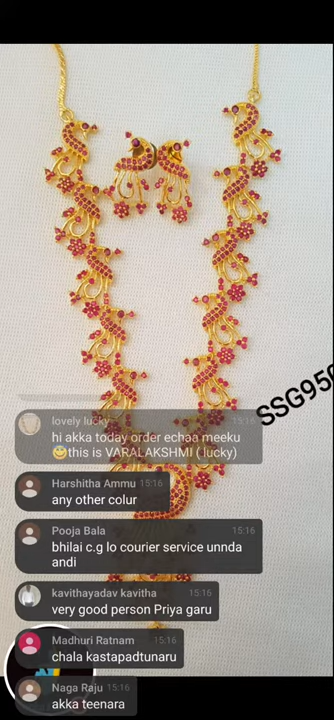 SSG950
lovely lucky 15:16
hi akka today order echaa meeku
😇this is VARALAKSHMI (lucky)
Harshitha Ammu 15:16
any other colur
Pooja Bala 15:16
bhilai c.g lo courier service unnda
andi
kavithayadav kavitha 15:16
very good person Priya garu
Madhuri Ratnam 15:16
chala kastapadtunaru
Naga Raju 15:16
akka teenara